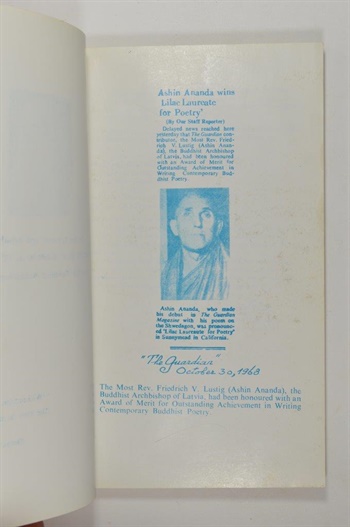 Ashin Ananda wins
Lilac Laureate
for Poetry'
(By Our Staff Reporter)
Delayed news reached here
yesterday that The Guardian con-
tributor, the Most Rev. Fried-
rich V. Lustig (Ashin Anan-
da), the Buddhist Archbishop
of Latvia, had been honoured
with an Award of Merit for
Outstanding Achievement in
Writing Contemporary Bud-
dhist Poetry.
Ashin Ananda, who made
his debut in The Guardian
Magazine with his poem on
the Shwedagon, was pronounc-
ed "Lilac Laureate for Poetry"
in Sunnymead in California.
"The Guardian"
October 30, 1968
The Most Rev. Friedrich V. Lustig (Ashin Ananda), the
Buddhist Archbishop of Latvia, had been honoured with an
Award of Merit for Outstanding Achievement in Writing
Contemporary Buddhist Poetry.